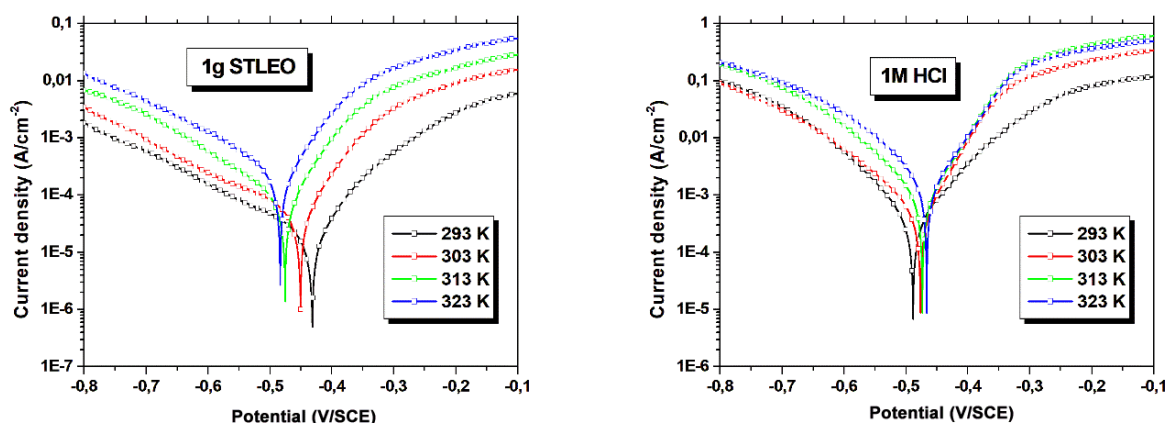 0,1
0,01
1E-3
1E-4
1E-5
1E-6
1E-7
Current density (A/cm-2)
1g STLEO
293 K
303 K
313 K
323 K
-0,8 -0,7 -0,6 -0,5 -0,4 -0,3 -0,2 -0,1
Potential (V/SCE)
1
0,1
0,01
1E-3
1E-4
1E-5
1E-6
Current density (A/cm-2)
1M HCl
293 K
303 K
313 K
323 K
-0,8 -0,7 -0,6 -0,5 -0,4 -0,3 -0,2 -0,1
Potential (V/SCE)